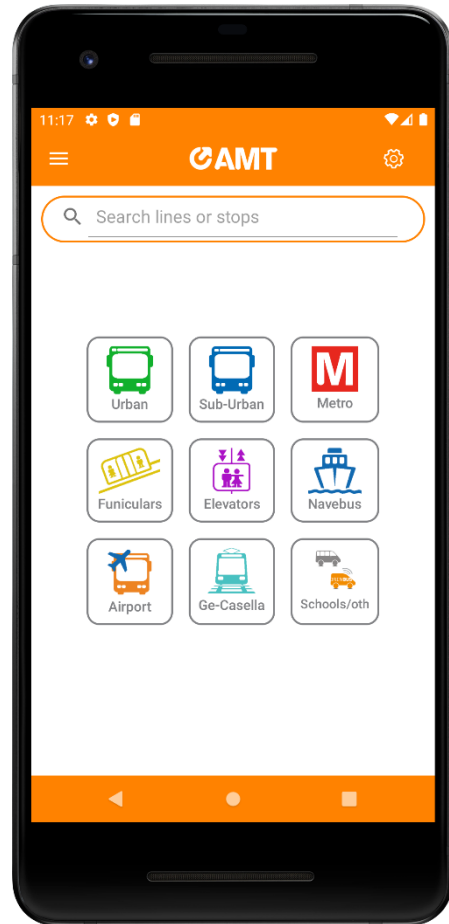 11:17
AMT
Search lines or stops
Urban
Sub-Urban
M
Metro
Funiculars
Elevators
Navebus
Airport
Ge-Casella
Schools/oth